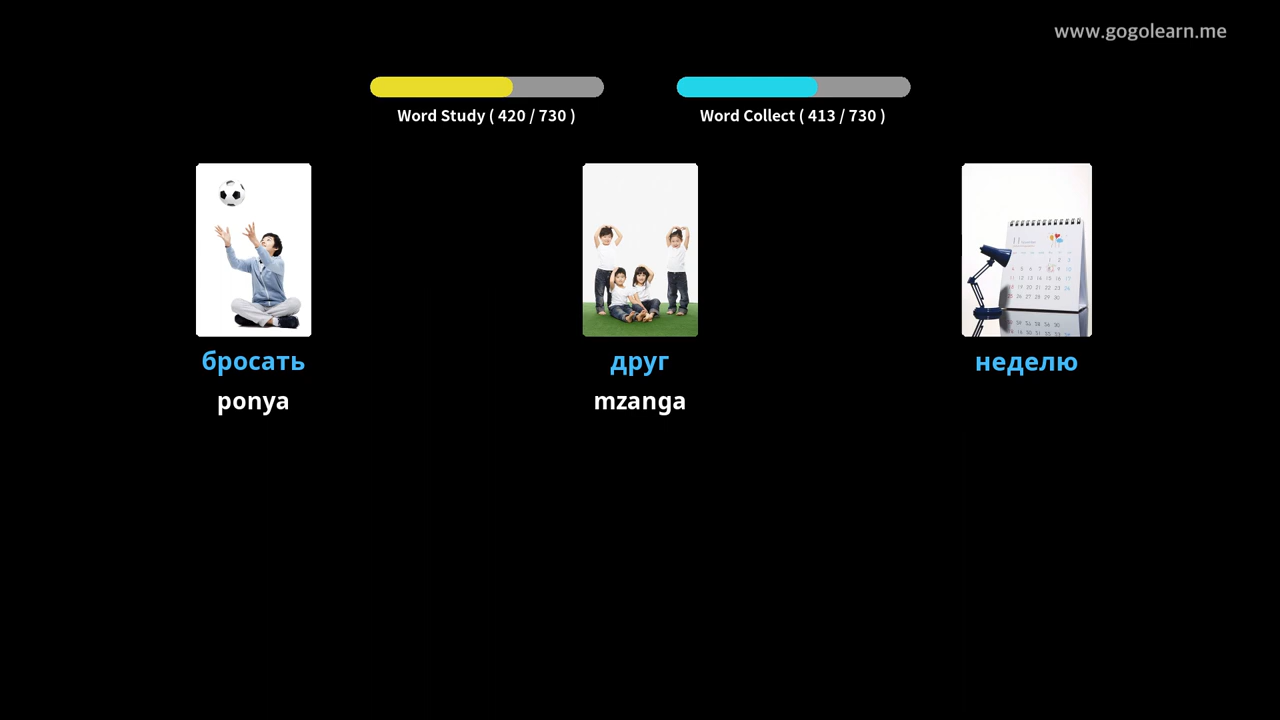 www.gogolearn.me
Word Study ( 420 / 730 )
Word Collect ( 413 / 730 )
бросать
ponya
друг
mzanga
неделю